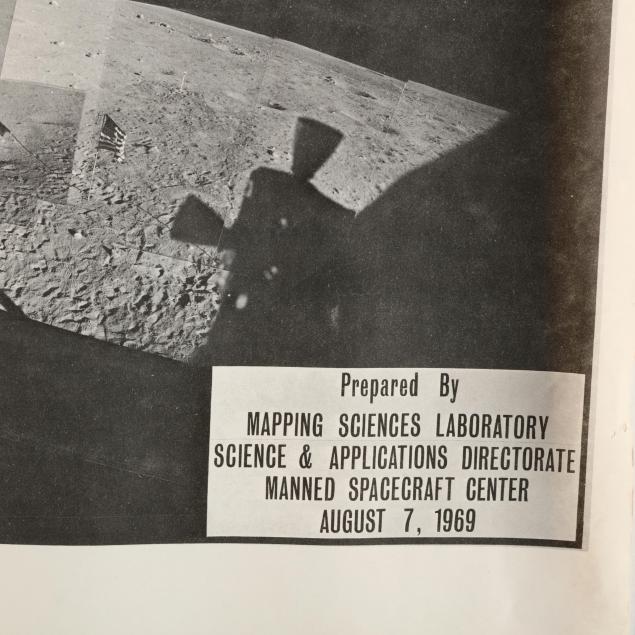 Prepared By
MAPPING SCIENCES LABORATORY
SCIENCE & APPLICATIONS DIRECTORATE
MANNED SPACECRAFT CENTER
AUGUST 7, 1969